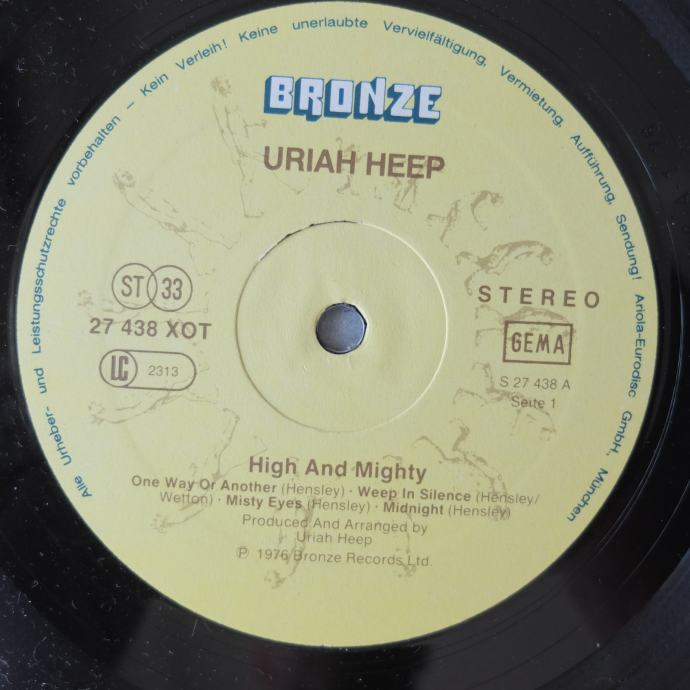 Alle Urheber- und Leistungsschutzrechte vorbehalten – Kein Verleih! Keine unerlaubte Vervielfältigung, Vermietung, Aufführung, Sendung! Ariola-Eurodisc GmbH, München
BRONZE
URIAH HEEP
ST 33
27 438 XOT
LC 2313
STEREO
GEMA
S 27 438 A
Seite 1
High And Mighty
One Way Or Another (Hensley) · Weep In Silence (Hensley/
Wetton) · Misty Eyes (Hensley) · Midnight (Hensley)
Produced And Arranged by
Uriah Heep
℗ 1976 Bronze Records Ltd.